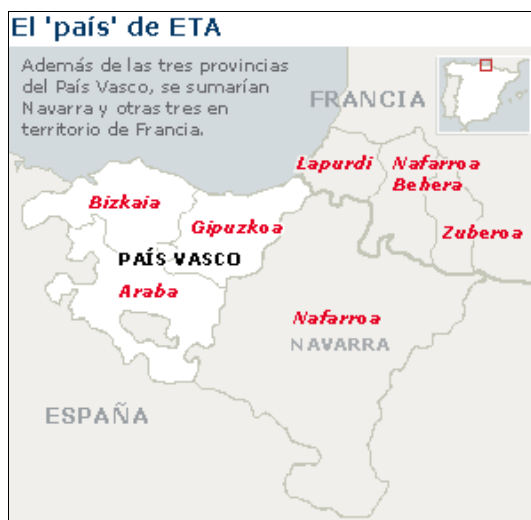 El 'país' de ETA
Además de las tres provincias
del País Vasco, se sumarían
Navarra y otras tres en
territorio de Francia.
FRANCIA
Lapurdi
Nafarroa
Behera
Bizkaia
Gipuzkoa
Zuberoa
PAÍS VASCO
Araba
Nafarroa
NAVARRA
ESPAÑA